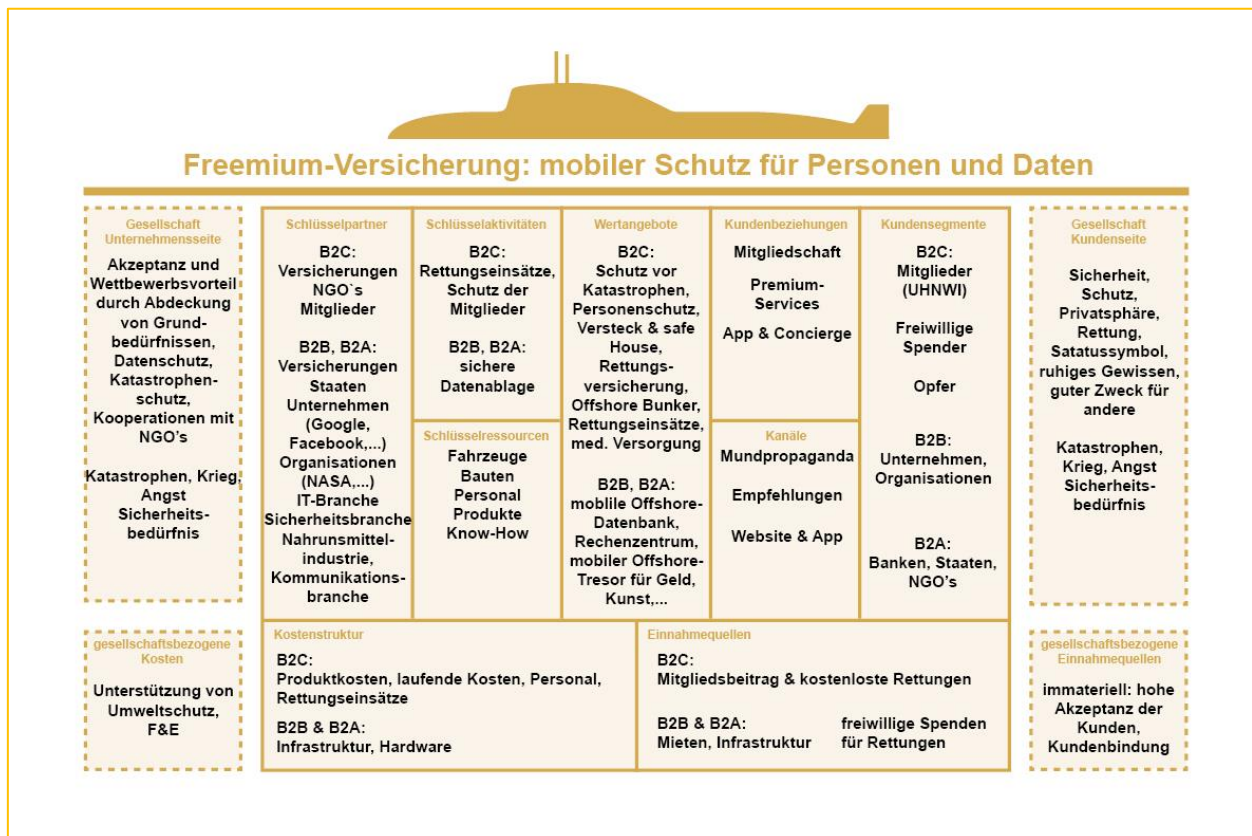 Freemium-Versicherung: mobiler Schutz für Personen und Daten
Gesellschaft
Unternehmensseite
Akzeptanz und
Wettbewerbsvorteil
durch Abdeckung
von Grund-
bedürfnissen,
Datenschutz,
Katastrophen-
schutz,
Kooperationen mit
NGO's
Katastrophen, Krieg,
Angst
Sicherheits-
bedürfnis
Schlüsselpartner
B2C:
Versicherungen
NGO`s
Mitglieder
B2B, B2A:
Versicherungen
Staaten
Unternehmen
(Google,
Facebook,...)
Organisationen
(NASA,...)
IT-Branche
Sicherheitsbranche
Nahrunsmittel-
industrie,
Kommunikations-
branche
Schlüsselaktivitäten
B2C:
Rettungseinsätze,
Schutz der
Mitglieder
B2B, B2A:
sichere
Datenablage
Schlüsselressourcen
Fahrzeuge
Bauten
Personal
Produkte
Know-How
Wertangebote
B2C:
Schutz vor
Katastrophen,
Personenschutz,
Versteck & safe
House,
Rettungs-
versicherung,
Offshore Bunker,
Rettungseinsätze,
med. Versorgung
B2B, B2A:
moblile Offshore-
Datenbank,
Rechenzentrum,
mobiler Offshore-
Tresor für Geld,
Kunst,...
Kundenbeziehungen
Mitgliedschaft
Premium-
Services
App & Concierge
Kanäle
Mundpropaganda
Empfehlungen
Website & App
Kundensegmente
B2C:
Mitglieder
(UHNWI)
Freiwillige
Spender
Opfer
B2B:
Unternehmen,
Organisationen
B2A:
Banken, Staaten,
NGO's
Gesellschaft
Kundenseite
Sicherheit,
Schutz,
Privatsphäre,
Rettung,
Satatussymbol,
ruhiges Gewissen,
guter Zweck für
andere
Katastrophen,
Krieg, Angst
Sicherheits-
bedürfnis
gesellschaftsbezogene
Kosten
Unterstützung von
Umweltschutz,
F&E
Kostenstruktur
B2C:
Produktkosten, laufende Kosten, Personal,
Rettungseinsätze
B2B & B2A:
Infrastruktur, Hardware
Einnahmequellen
B2C:
Mitgliedsbeitrag & kostenloste Rettungen
B2B & B2A:
Mieten, Infrastruktur
freiwillige Spenden
für Rettungen
gesellschaftsbezogene
Einnahmequellen
immateriell: hohe
Akzeptanz der
Kunden,
Kundenbindung